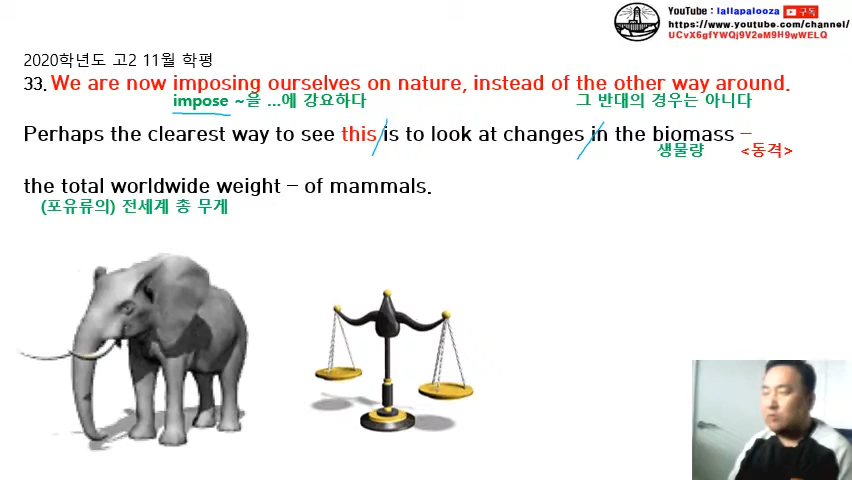 YouTube : lallapalooza 구독
https://www.youtube.com/channel/
UCvX6gfYWQj9V2eM9H9wWELQ
2020학년도 고2 11월 학평
33. We are now imposing ourselves on nature, instead of the other way around.
impose ~을 ...에 강요하다 그 반대의 경우는 아니다
Perhaps the clearest way to see this is to look at changes in the biomass –
생물량 <동격>
the total worldwide weight – of mammals.
(포유류의) 전세계 총 무게